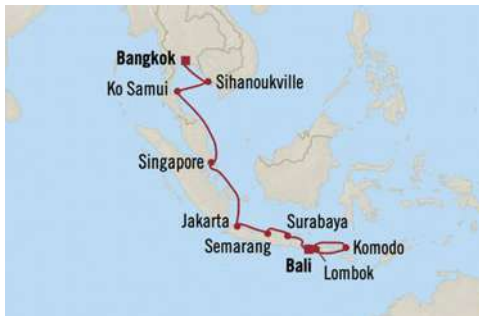 Bangkok
Sihanoukville
Ko Samui
Singapore
Jakarta
Surabaya
Semarang
Komodo
Bali
Lombok